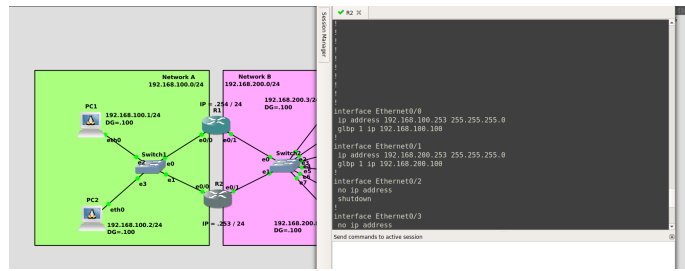 Network A
192.168.100.0/24
Network B
192.168.200.0/24
PC1
192.168.100.1/24
DG=.100
eth0
IP = .254 / 24
R1
e0/0
e0/1
192.168.200.3/24
DG=.100
Switch1
e2
e0
e3
e1
Switch2
e0
e1
e5
e6
e7
R2
e0/0
e0/1
PC2
eth0
192.168.100.2/24
DG=.100
IP = .253 / 24
192.168.200.
DG=.100
Session Manager
R2
!
!
!
!
!
!
!
!
!
interface Ethernet0/0
ip address 192.168.100.253 255.255.255.0
glbp 1 ip 192.168.100.100
!
interface Ethernet0/1
ip address 192.168.200.253 255.255.255.0
glbp 1 ip 192.168.200.100
!
interface Ethernet0/2
no ip address
shutdown
!
interface Ethernet0/3
no ip address
Send commands to active session